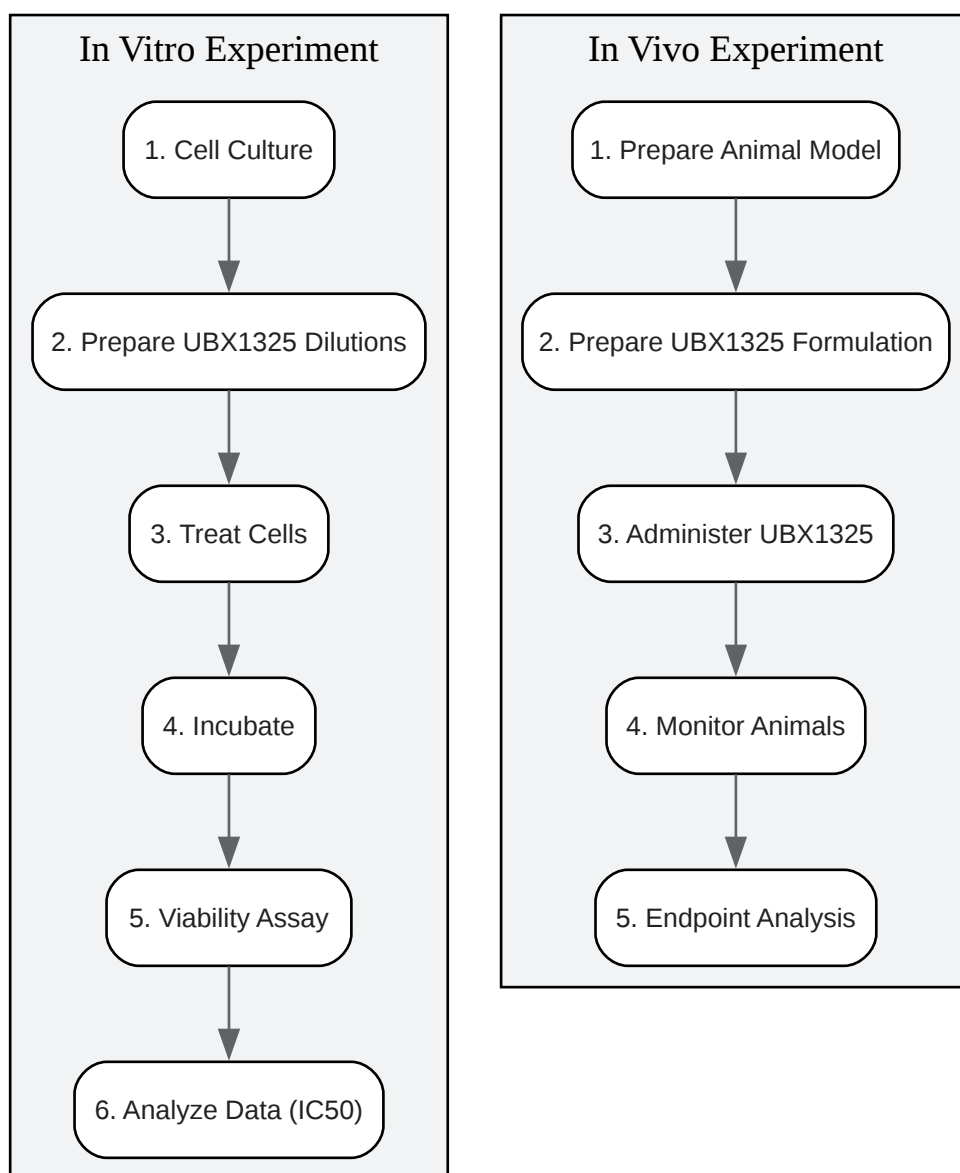 In Vitro Experiment
1. Cell Culture
2. Prepare UBX1325 Dilutions
3. Treat Cells
4. Incubate
5. Viability Assay
6. Analyze Data (IC50)
In Vivo Experiment
1. Prepare Animal Model
2. Prepare UBX1325 Formulation
3. Administer UBX1325
4. Monitor Animals
5. Endpoint Analysis